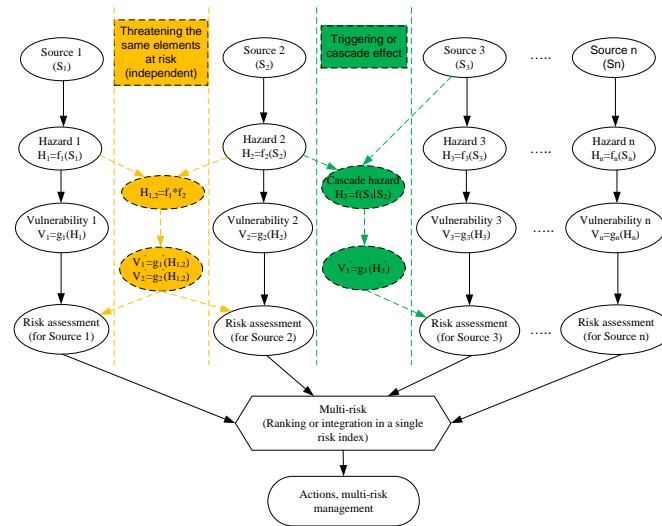 Source 1
(S₁)
Threatening the
same elements
at risk
(independent)
Source 2
(S₂)
Triggering or
cascade effect
Source 3
(S₃)
.....
Source n
(Sn)
Hazard 1
H₁=f₁(S₁)
Hazard 2
H₂=f₂(S₂)
Hazard 3
H₃=f₃(S₃)
.....
Hazard n
Hₙ=fₙ(Sₙ)
H₁,₂=f₁*f₂
Cascade hazard
H₃=f(S₃|S₂)
Vulnerability 1
V₁=g₁(H₁)
Vulnerability 2
V₂=g₂(H₂)
Vulnerability 3
V₃=g₃(H₃)
.....
Vulnerability n
Vₙ=gₙ(Hₙ)
V₁=g₁(H₁,₂)
V₂=g₂(H₁,₂)
V₃=g₃(H₃)
Risk assessment
(for Source 1)
Risk assessment
(for Source 2)
Risk assessment
(for Source 3)
.....
Risk assessment
(for Source n)
Multi-risk
(Ranking or integration in a single
risk index)
Actions, multi-risk
management